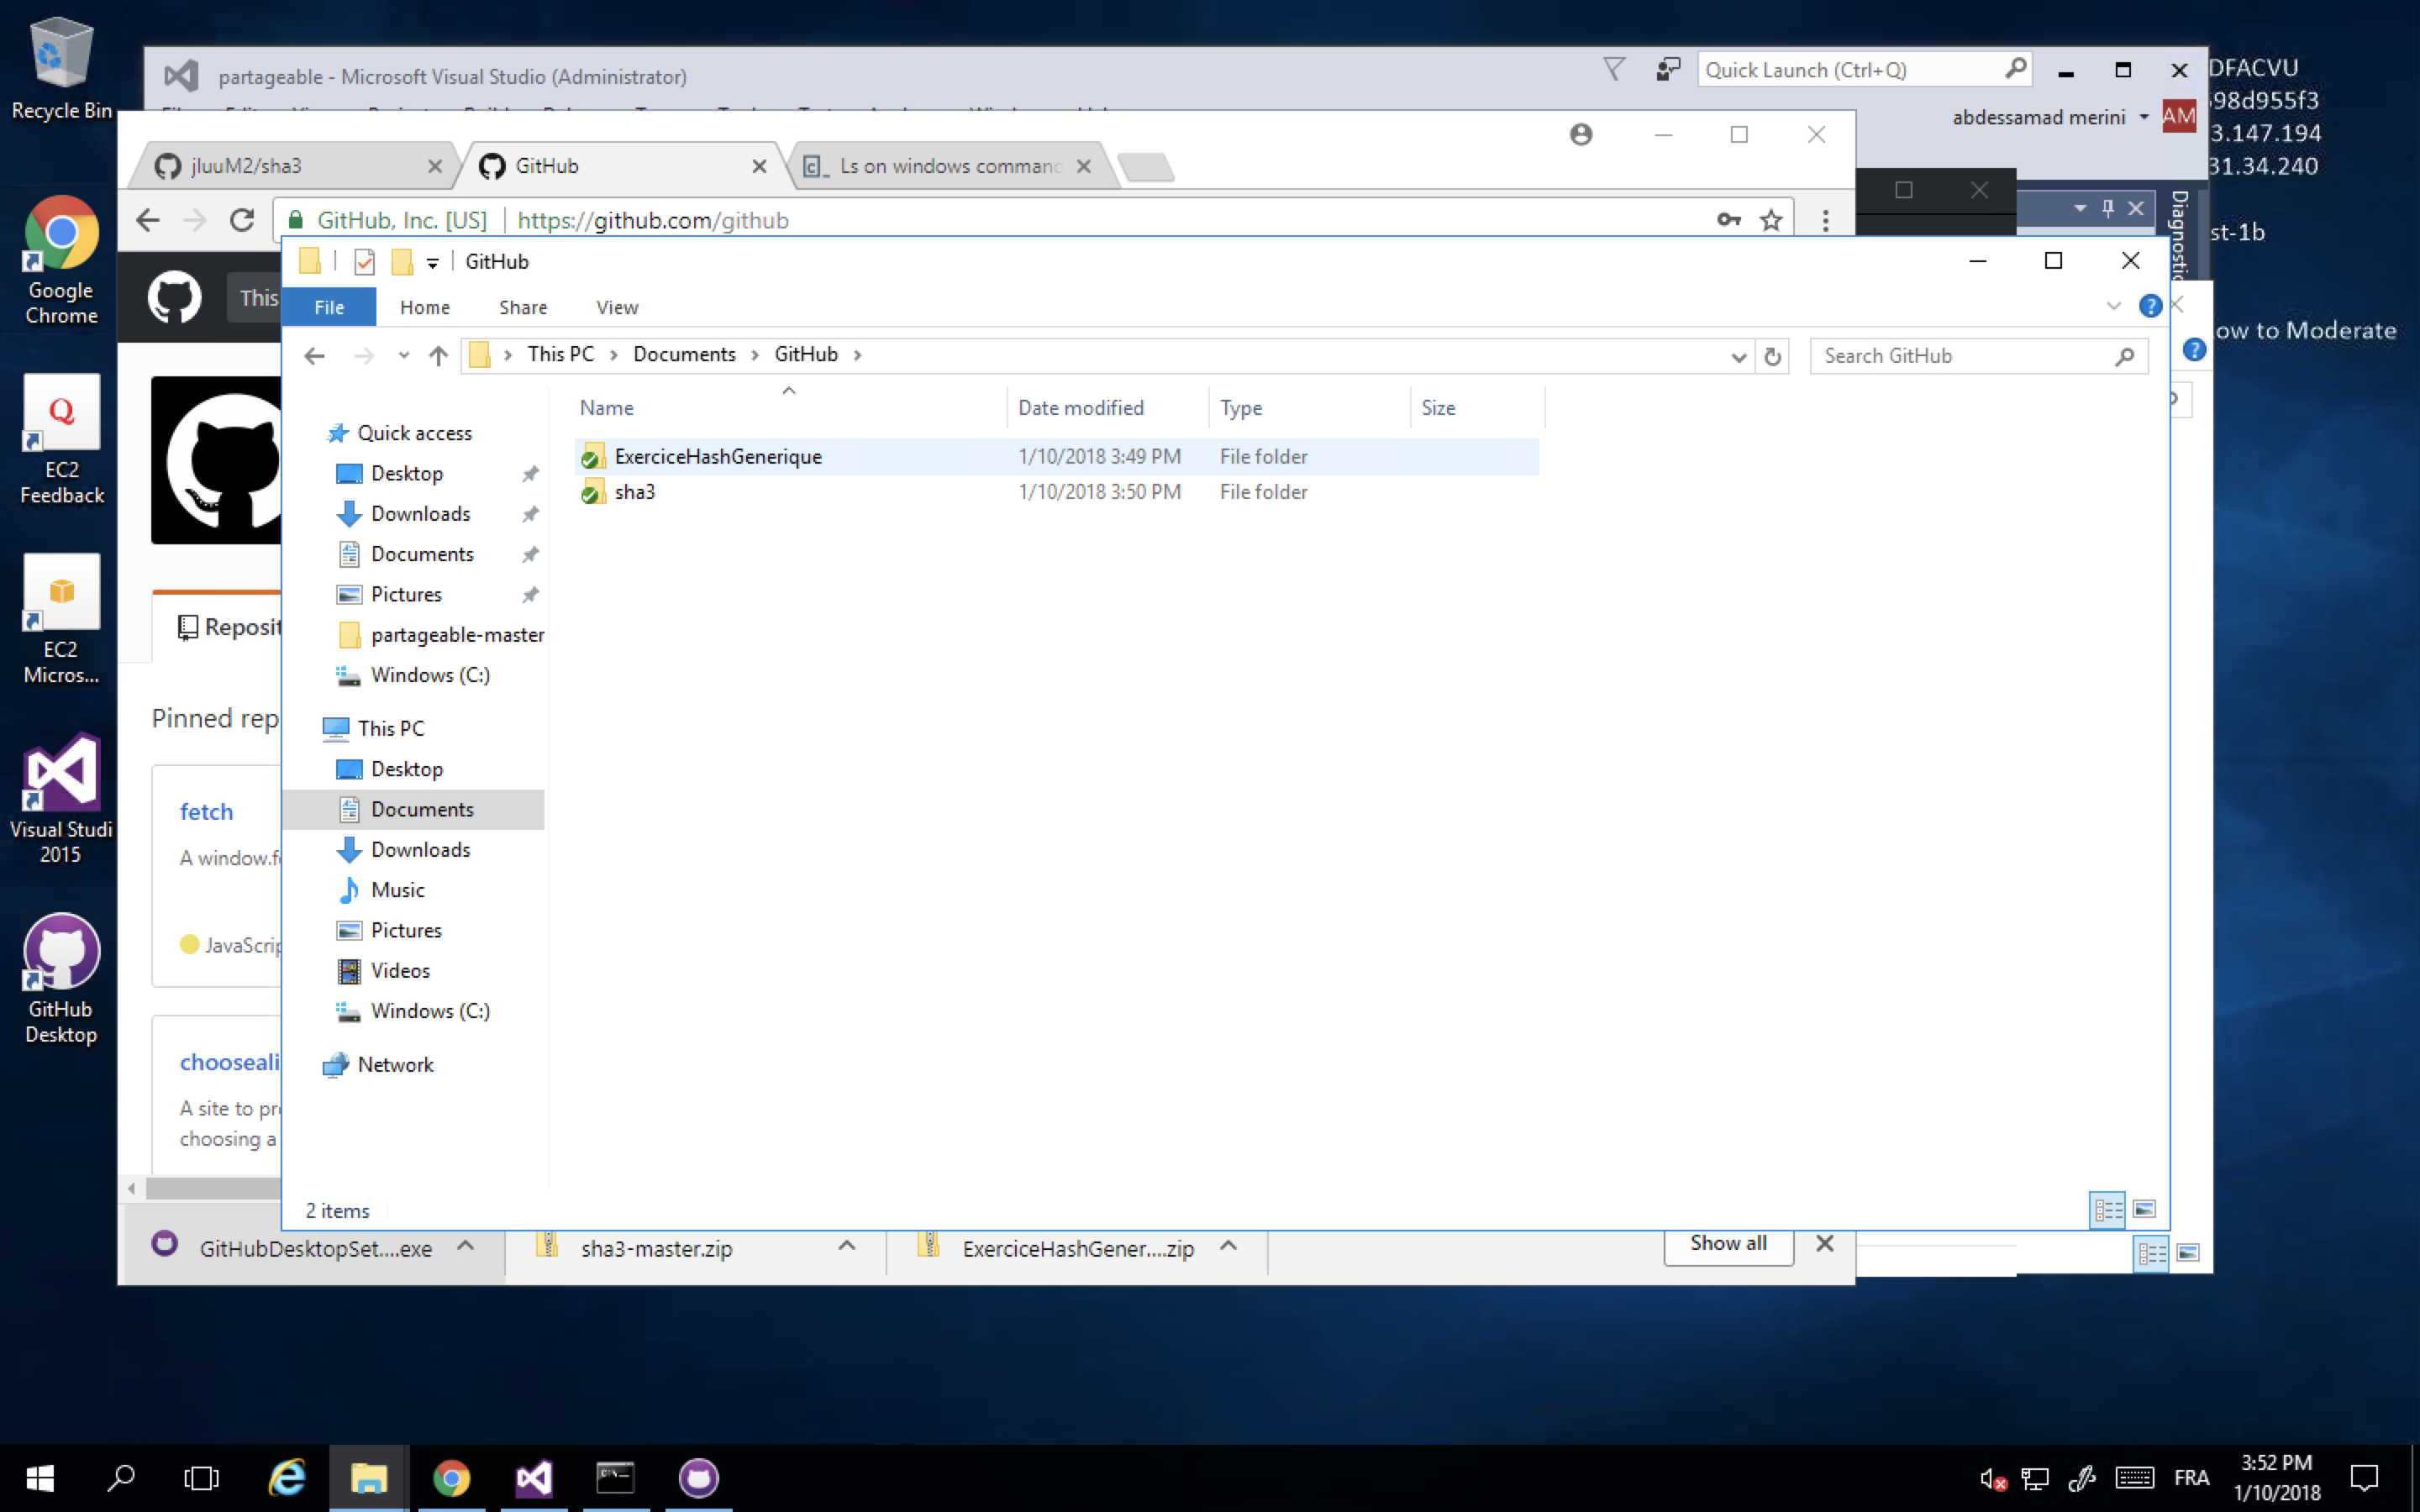 Recycle Bin
Google
Chrome
EC2
Feedback
EC2
Micros...
Visual Studi
2015
GitHub
Desktop
partageable - Microsoft Visual Studio (Administrator)
Quick Launch (Ctrl+Q)
abdessamad merini
AM
DFACVU
98d955f3
3.147.194
31.34.240
st-1b
ow to Moderate
Diagnostic
jluuM2/sha3
GitHub
Ls on windows comman
GitHub, Inc. [US]
https://github.com/github
This
Reposit
Pinned rep
fetch
A window.f
JavaScrip
chooseali
A site to pr
choosing a
GitHub
File
Home
Share
View
This PC
Documents
GitHub
Search GitHub
Name
Date modified
Type
Size
Quick access
Desktop
Downloads
Documents
Pictures
partageable-master
Windows (C:)
This PC
Desktop
Documents
Downloads
Music
Pictures
Videos
Windows (C:)
Network
ExerciceHashGenerique 1/10/2018 3:49 PM File folder
sha3 1/10/2018 3:50 PM File folder
2 items
GitHubDesktopSet....exe
sha3-master.zip
ExerciceHashGener....zip
Show all
FRA
3:52 PM
1/10/2018